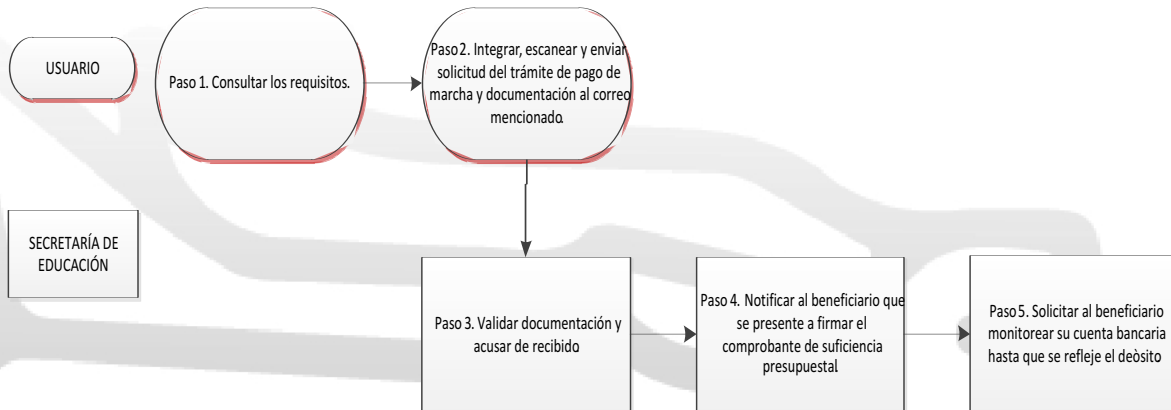 USUARIO
Paso 1. Consultar los requisitos.
Paso 2. Integrar, escanear y enviar
solicitud del trámite de pago de
marcha y documentación al correo
mencionado.
SECRETARÍA DE
EDUCACIÓN
Paso 3. Validar documentación y
acusar de recibido.
Paso 4. Notificar al beneficiario que
se presente a firmar el
comprobante de suficiencia
presupuestal.
Paso 5. Solicitar al beneficiario
monitorear su cuenta bancaria
hasta que se refleje el deòsito